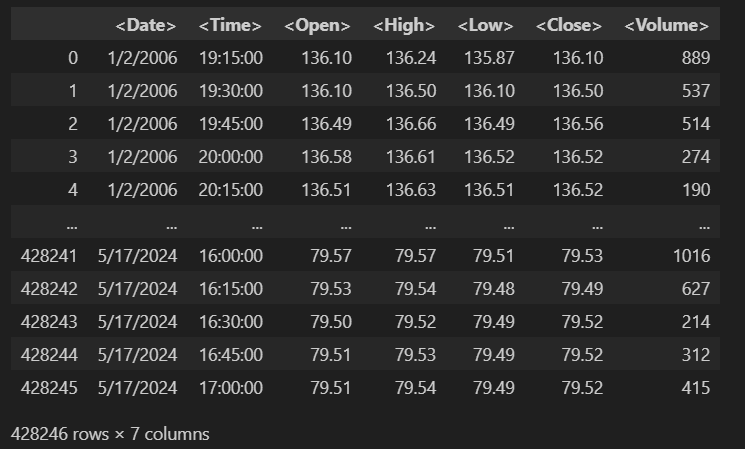 <Date> <Time> <Open> <High> <Low> <Close> <Volume>
0 1/2/2006 19:15:00 136.10 136.24 135.87 136.10 889
1 1/2/2006 19:30:00 136.10 136.50 136.10 136.50 537
2 1/2/2006 19:45:00 136.49 136.66 136.49 136.56 514
3 1/2/2006 20:00:00 136.58 136.61 136.52 136.52 274
4 1/2/2006 20:15:00 136.51 136.63 136.51 136.52 190
... ... ... ... ... ... ... ...
428241 5/17/2024 16:00:00 79.57 79.57 79.51 79.53 1016
428242 5/17/2024 16:15:00 79.53 79.54 79.48 79.49 627
428243 5/17/2024 16:30:00 79.50 79.52 79.49 79.52 214
428244 5/17/2024 16:45:00 79.51 79.53 79.49 79.52 312
428245 5/17/2024 17:00:00 79.51 79.54 79.49 79.52 415
428246 rows × 7 columns